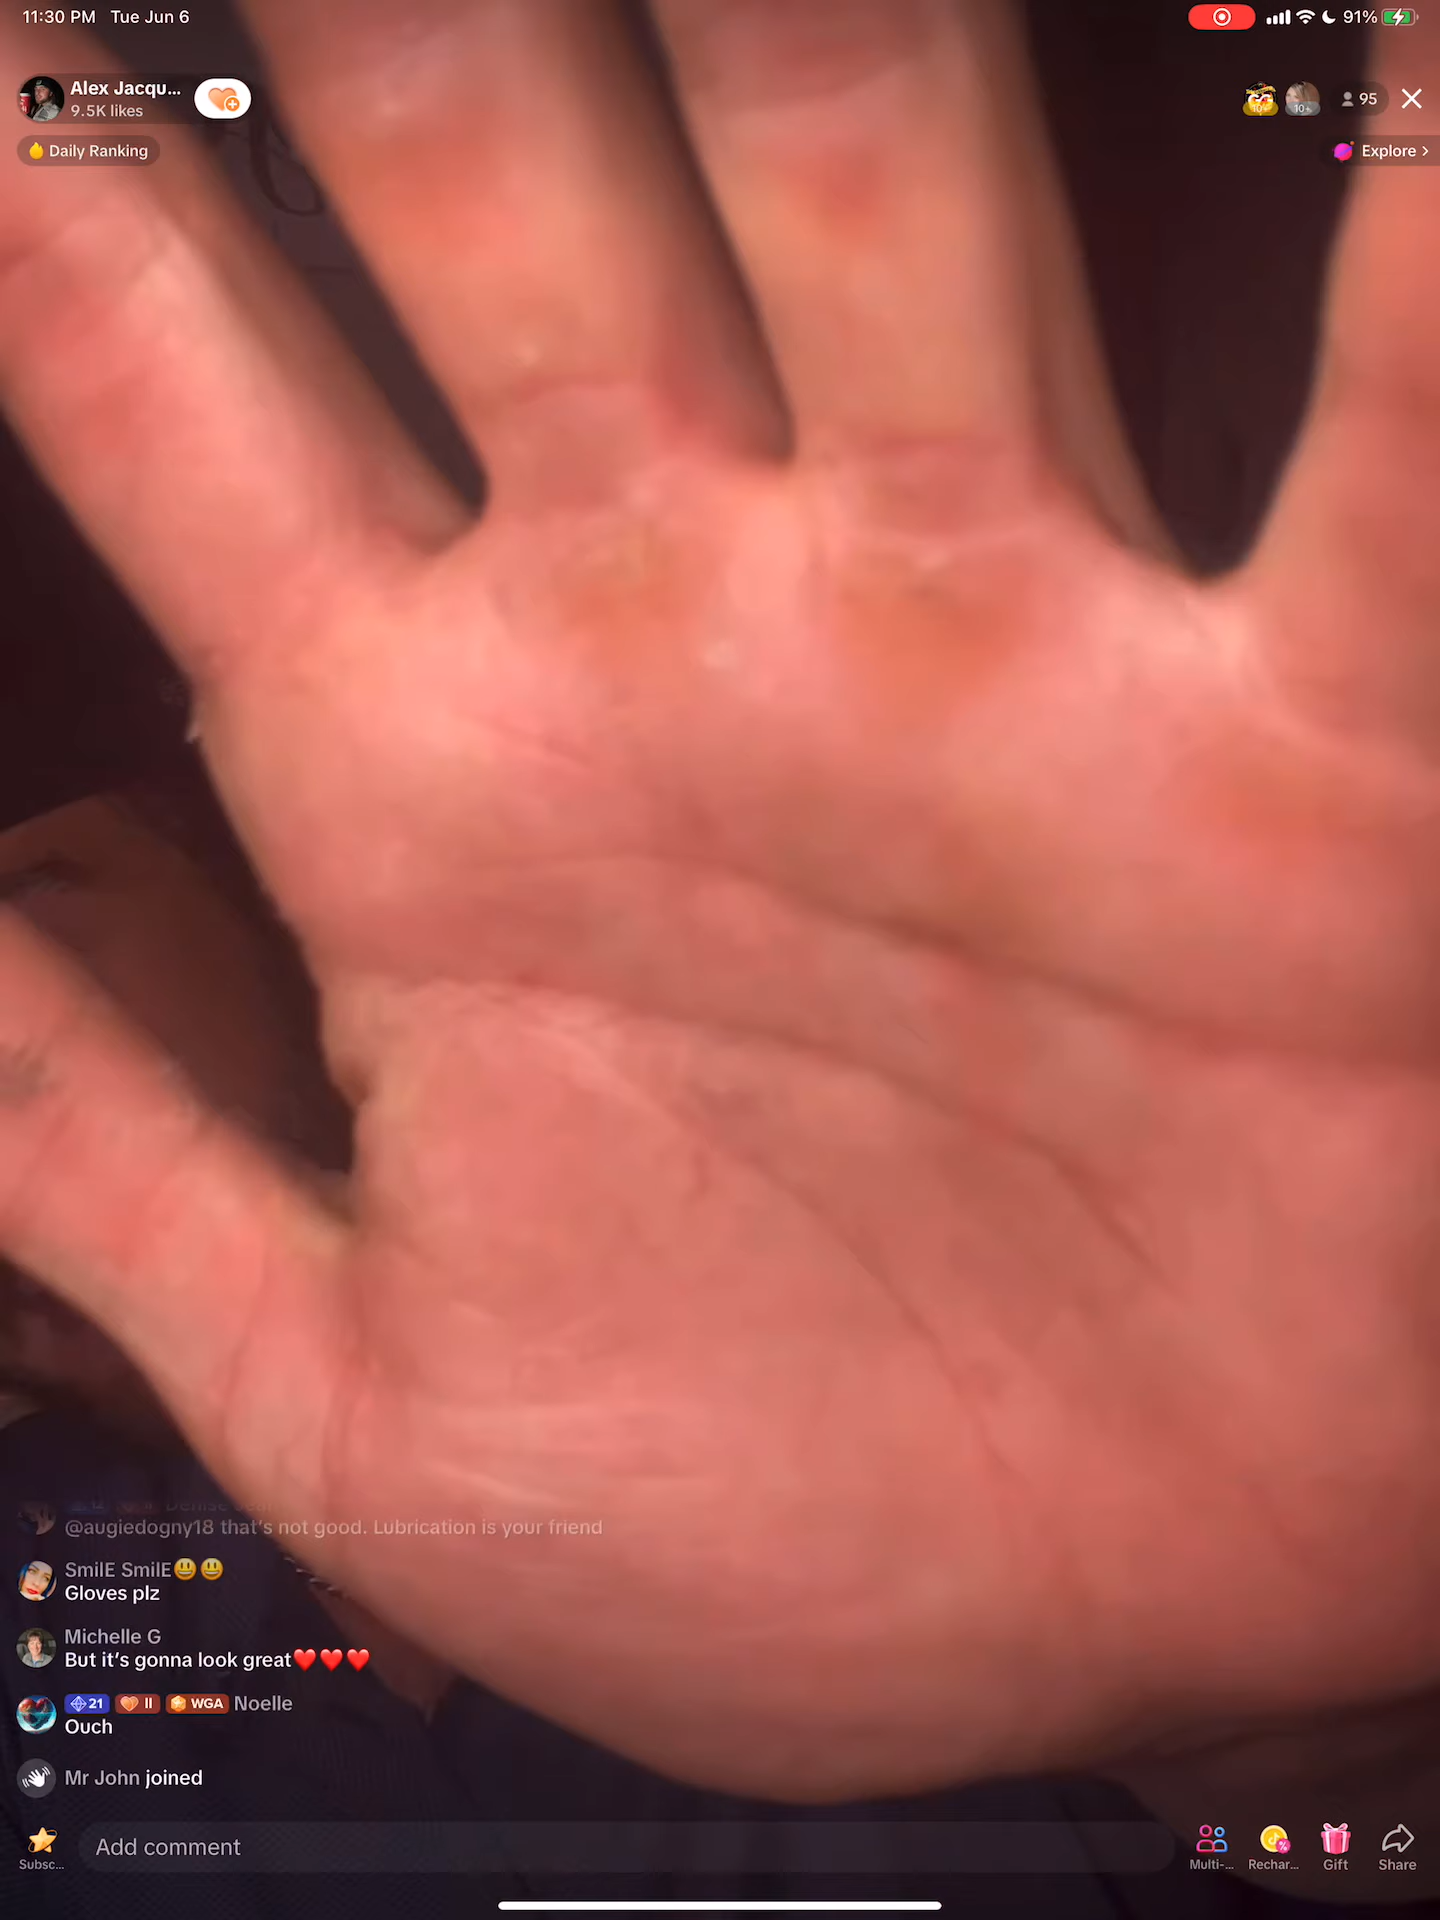 11:30 PM Tue Jun 6
91%
Alex Jacqu...
9.5K likes
95
Daily Ranking
Explore >
@augiedogny18 that's not good. Lubrication is your friend
SmilE SmilE😃😃
Gloves plz
Michelle G
But it's gonna look great❤️❤️❤️
21 II WGA Noelle
Ouch
Mr John joined
Add comment
Subsc...
Multi-...
Rechar...
Gift
Share